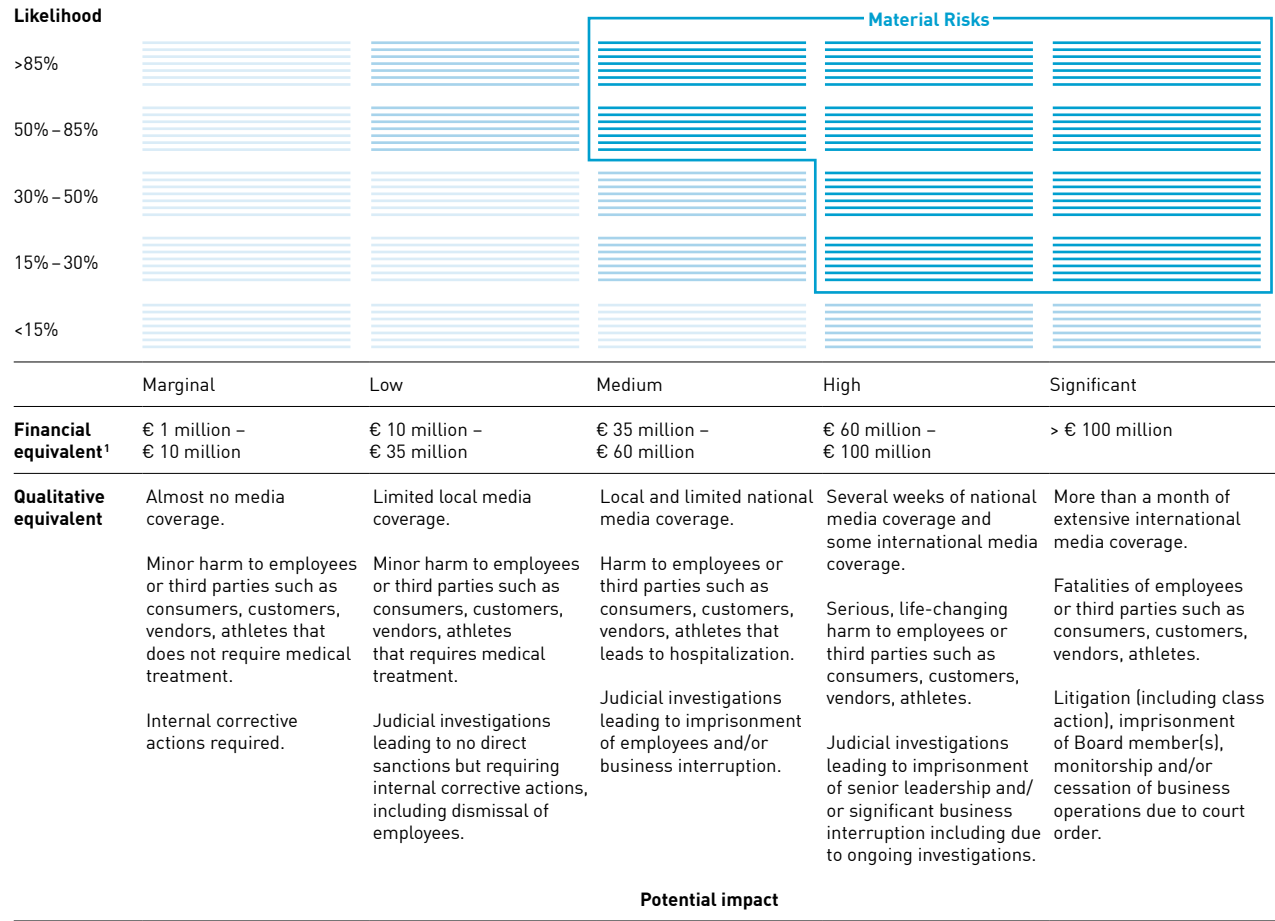 Likelihood
Material Risks
>85%
50% – 85%
30% – 50%
15% – 30%
<15%
Marginal
Low
Medium
High
Significant
Financial
equivalent¹
€ 1 million –
€ 10 million
€ 10 million –
€ 35 million
€ 35 million –
€ 60 million
€ 60 million –
€ 100 million
> € 100 million
Qualitative
equivalent
Almost no media
coverage.
Minor harm to employees
or third parties such as
consumers, customers,
vendors, athletes that
does not require medical
treatment.
Internal corrective
actions required.
Limited local media
coverage.
Minor harm to employees
or third parties such as
consumers, customers,
vendors, athletes
that requires medical
treatment.
Judicial investigations
leading to no direct
sanctions but requiring
internal corrective actions,
including dismissal of
employees.
Local and limited national
media coverage.
Harm to employees or
third parties such as
consumers, customers,
vendors, athletes that
leads to hospitalization.
Judicial investigations
leading to imprisonment
of employees and/or
business interruption.
Several weeks of national
media coverage and
some international media
coverage.
Serious, life-changing
harm to employees or
third parties such as
consumers, customers,
vendors, athletes.
Judicial investigations
leading to imprisonment
of senior leadership and/
or significant business
interruption including due
to ongoing investigations.
More than a month of
extensive international
media coverage.
Fatalities of employees
or third parties such as
consumers, customers,
vendors, athletes.
Litigation (including class
action), imprisonment
of Board member(s),
monitorship and/or
cessation of business
operations due to court
order.
Potential impact